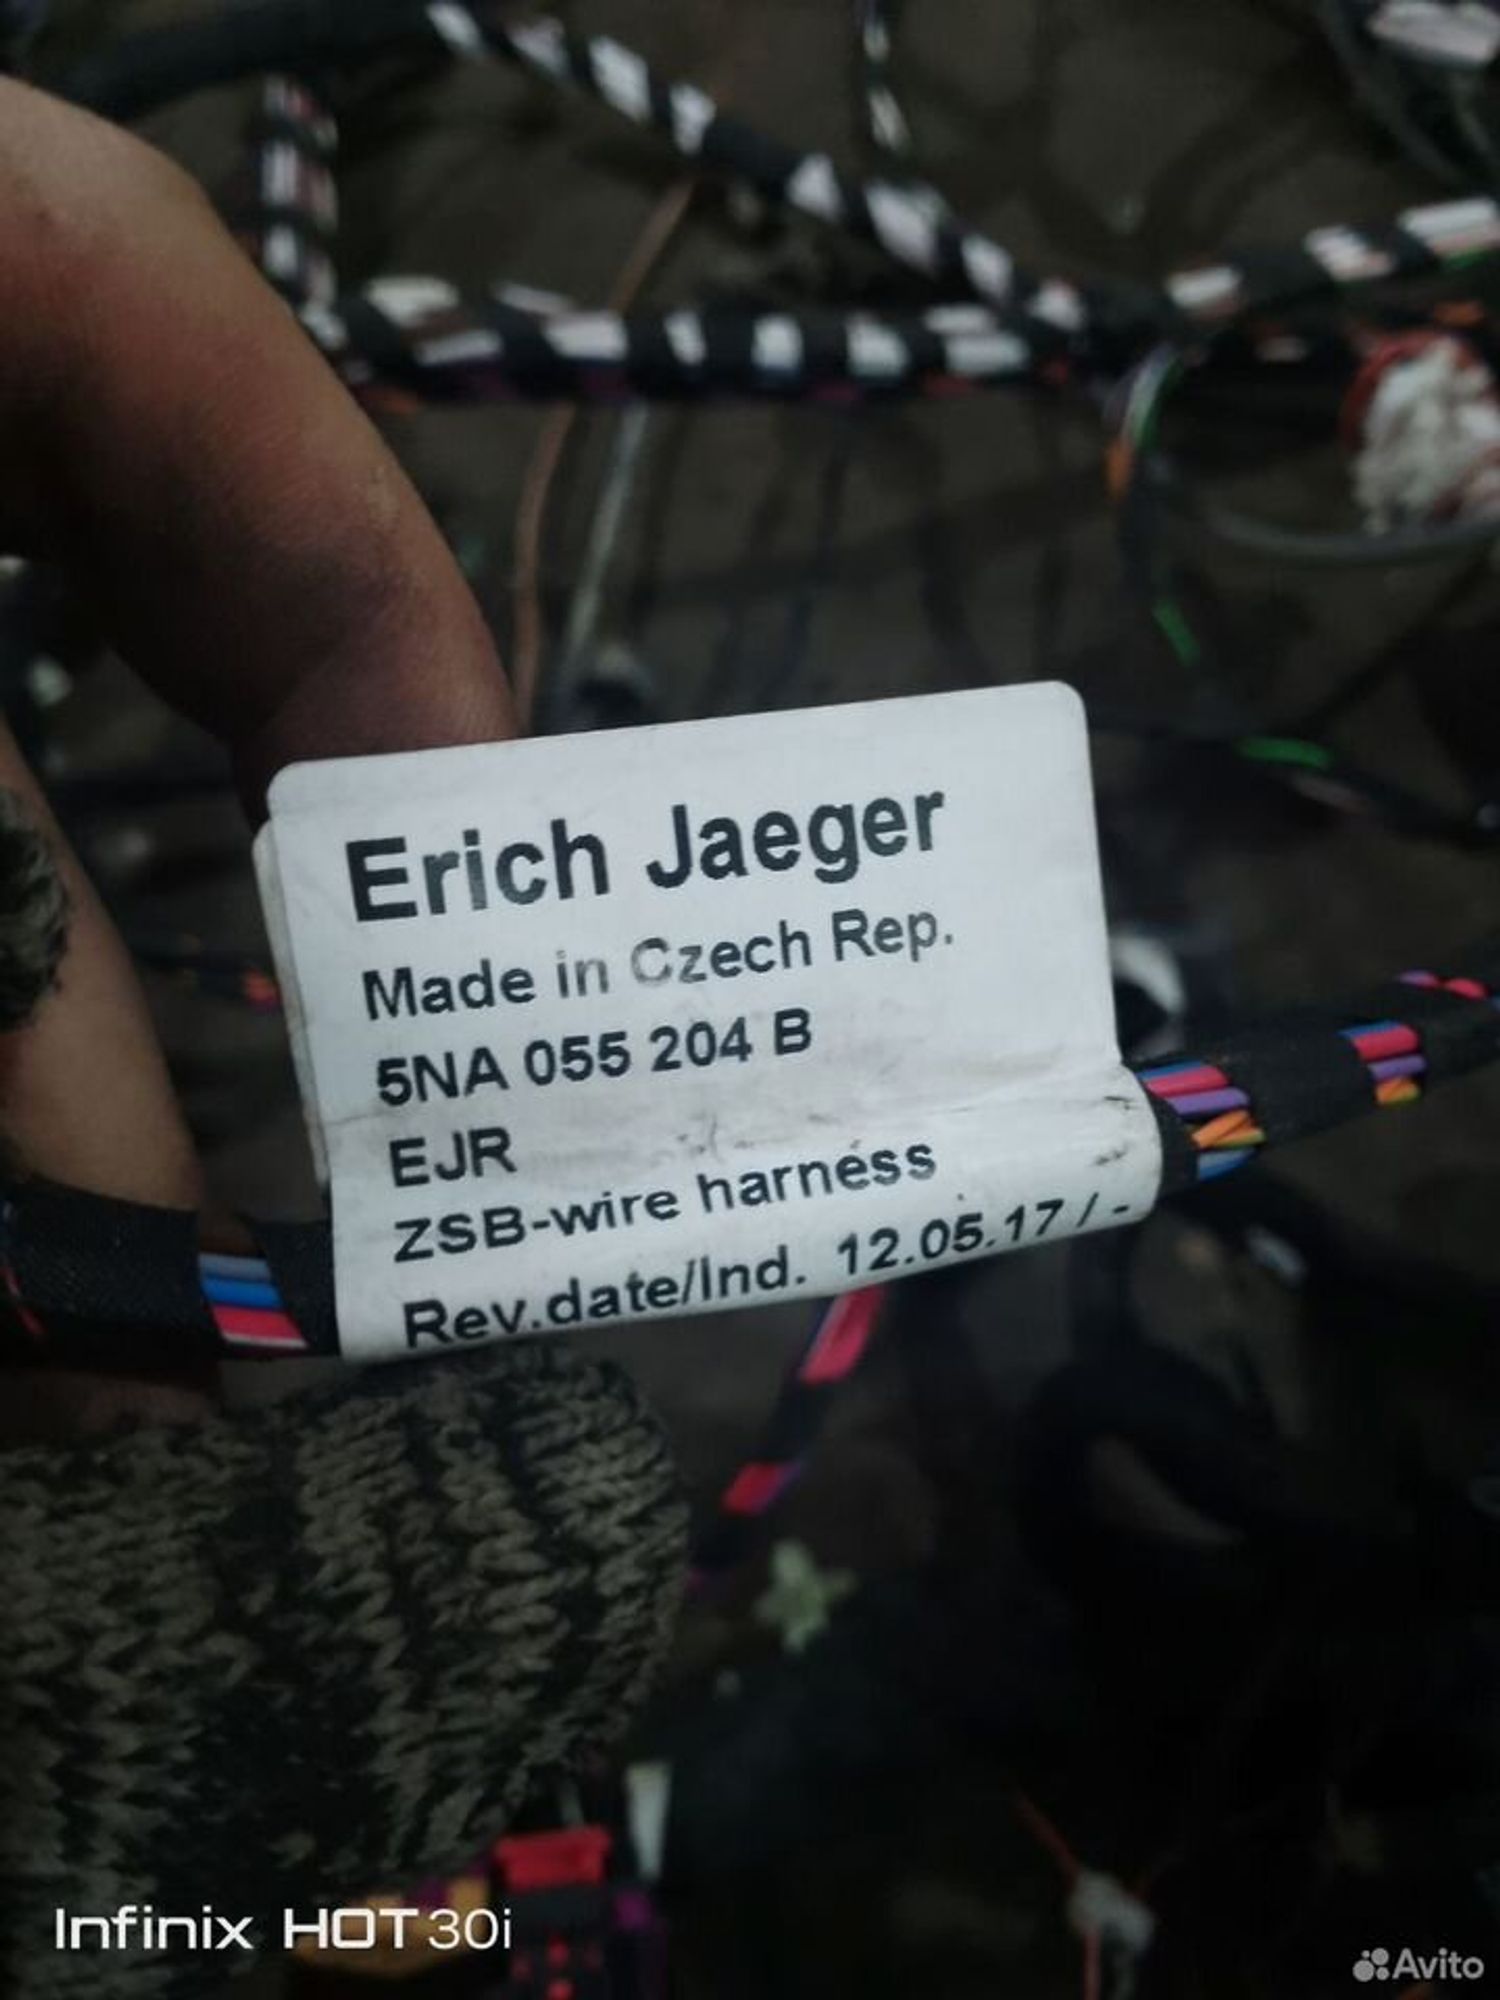 Erich Jaeger
Made in Czech Rep.
5NA 055 204 B
EJR
ZSB-wire harness
Rev.date/Ind. 12.05.17 / -
Infinix HOT 30i
Avito